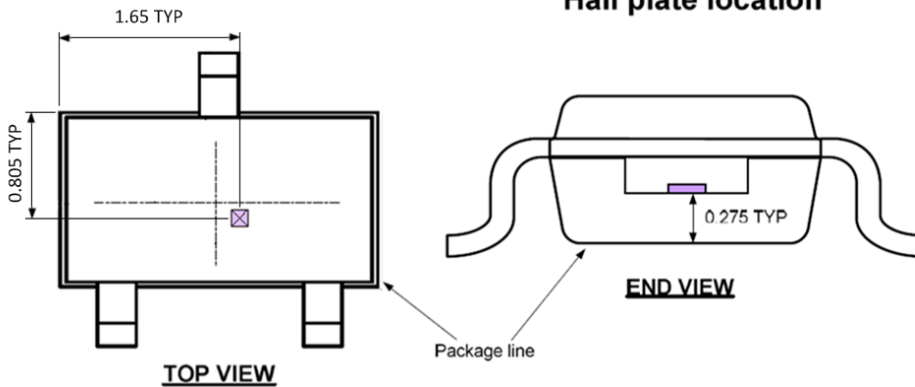 Hall plate location
1.65 TYP
0.805 TYP
0.275 TYP
END VIEW
Package line
TOP VIEW